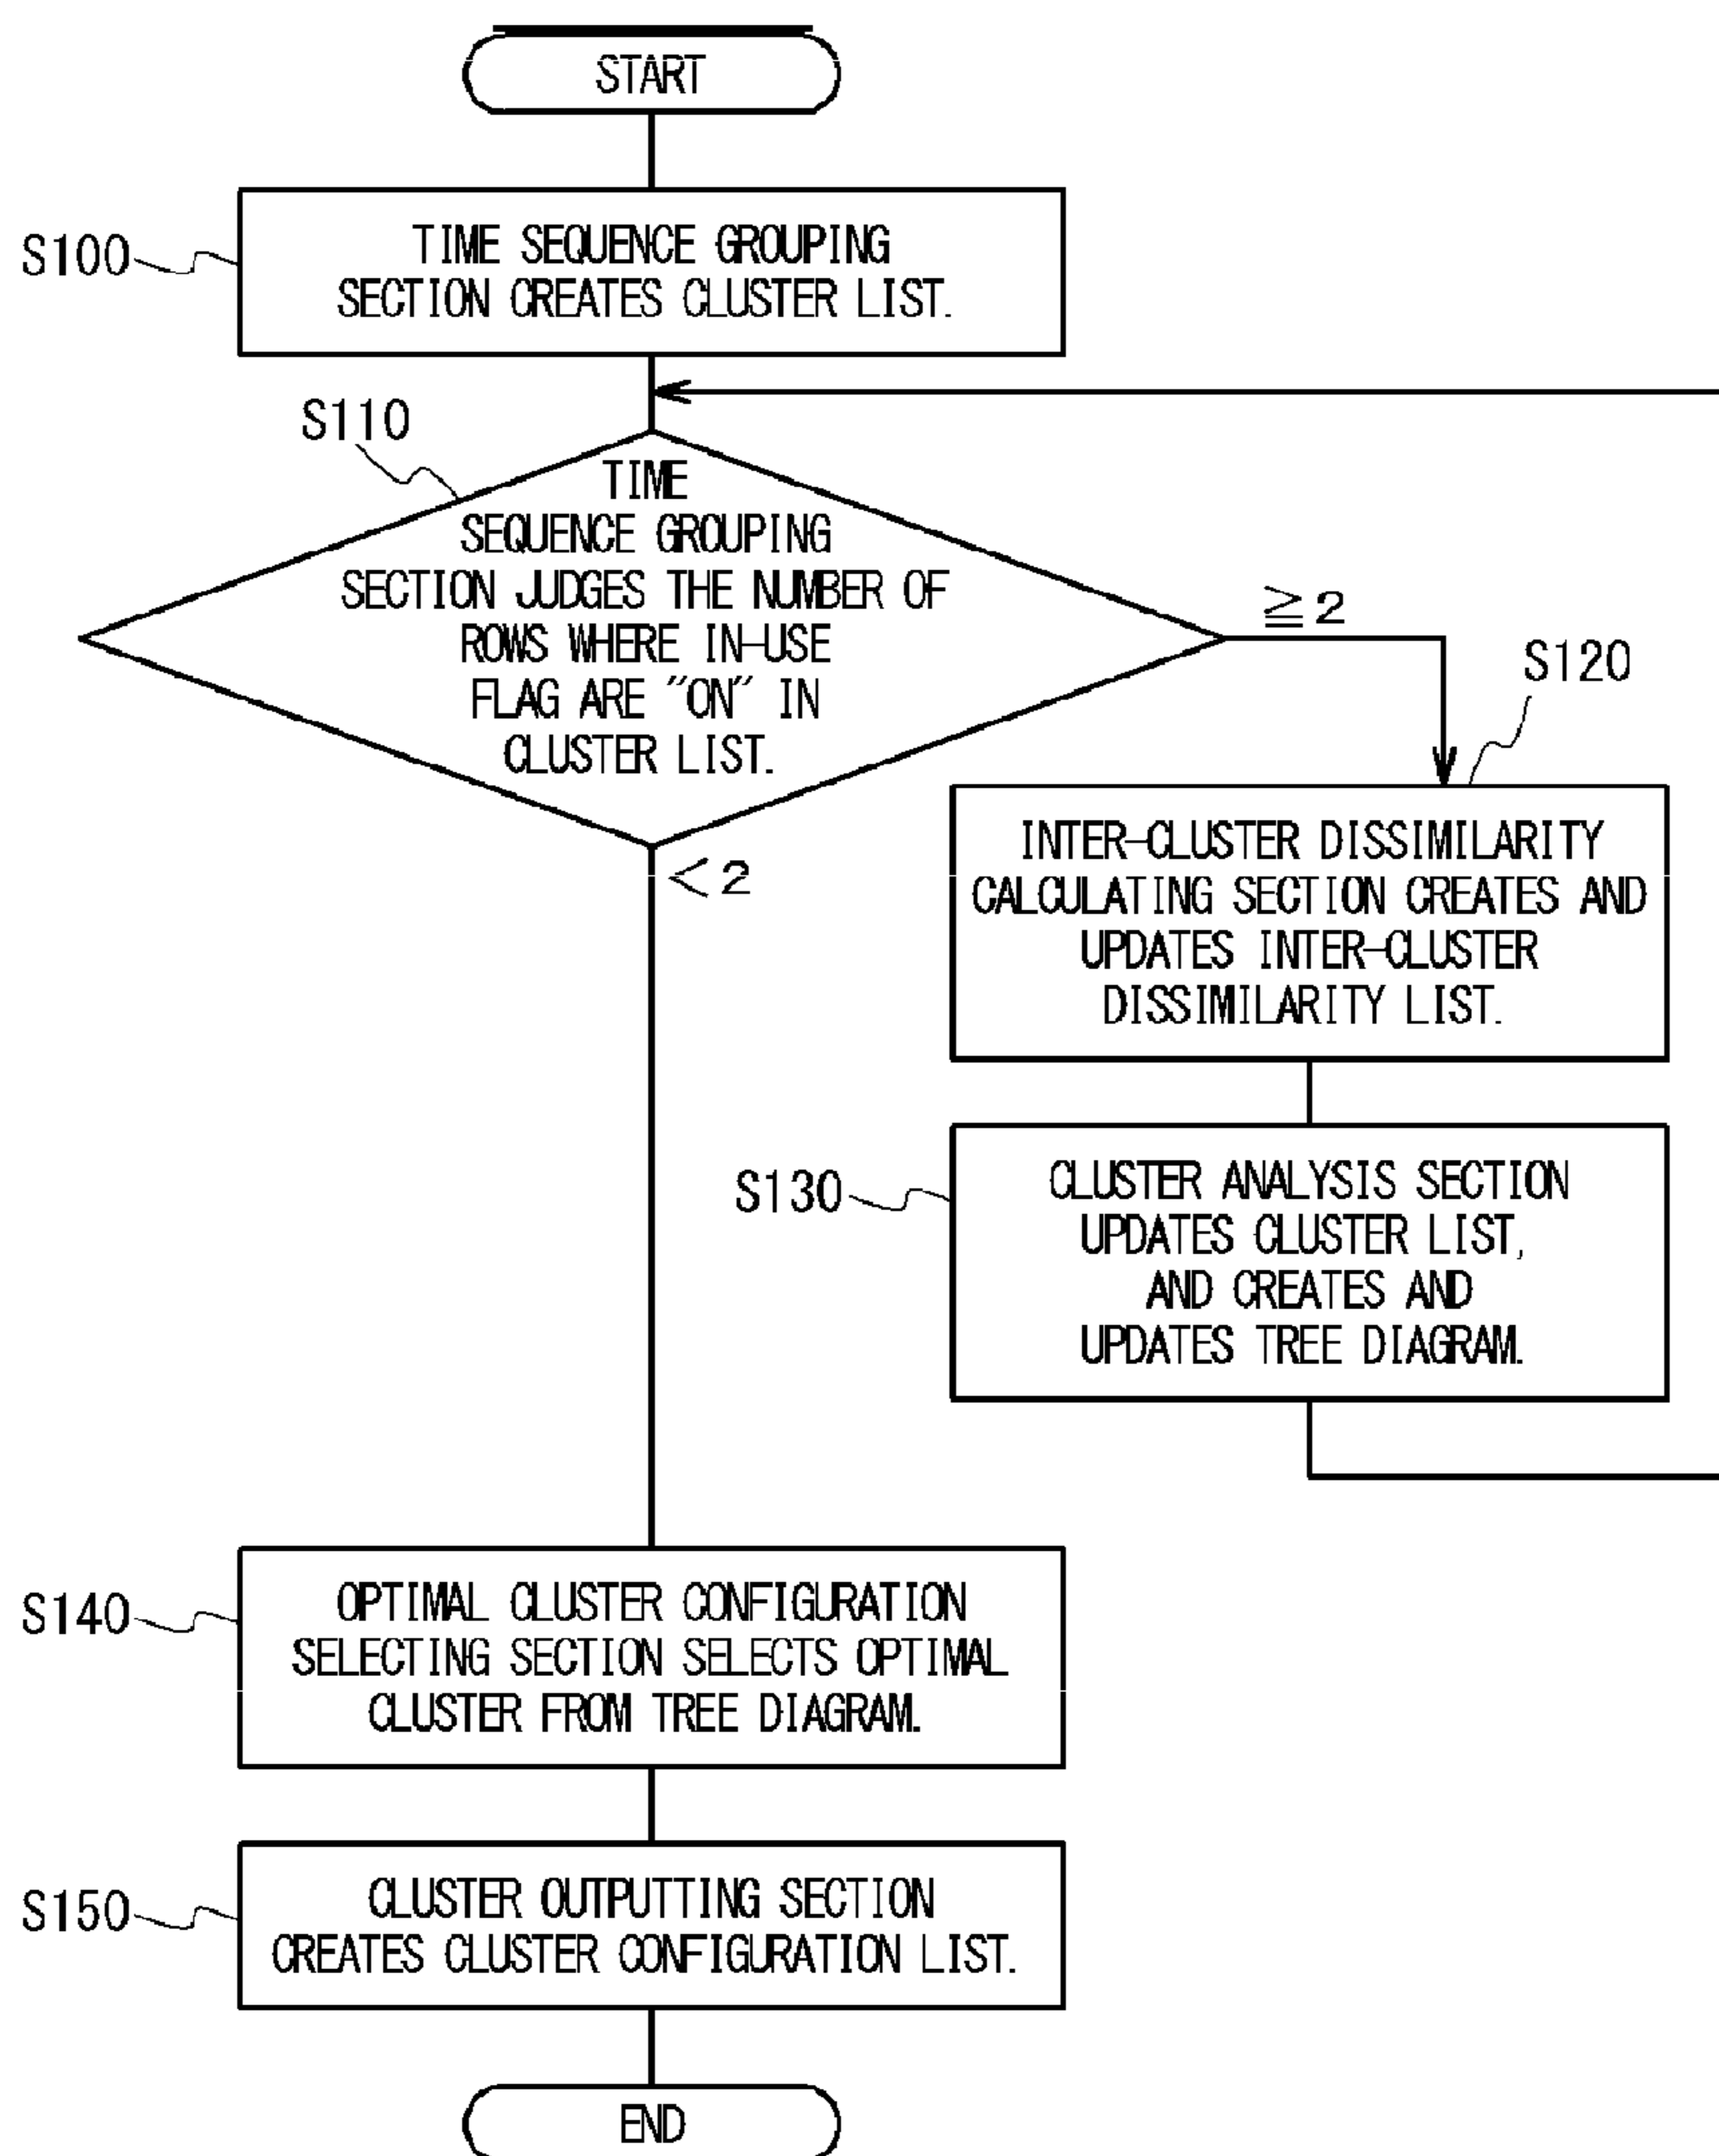 START
S100
TIME SEQUENCE GROUPING
SECTION CREATES CLUSTER LIST.
S110
TIME
SEQUENCE GROUPING
SECTION JUDGES THE NUMBER OF
ROWS WHERE IN-USE
FLAG ARE "ON" IN
CLUSTER LIST.
≧2
<2
S120
INTER-CLUSTER DISSIMILARITY
CALCULATING SECTION CREATES AND
UPDATES INTER-CLUSTER
DISSIMILARITY LIST.
S130
CLUSTER ANALYSIS SECTION
UPDATES CLUSTER LIST,
AND CREATES AND
UPDATES TREE DIAGRAM.
S140
OPTIMAL CLUSTER CONFIGURATION
SELECTING SECTION SELECTS OPTIMAL
CLUSTER FROM TREE DIAGRAM.
S150
CLUSTER OUTPUTTING SECTION
CREATES CLUSTER CONFIGURATION LIST.
END